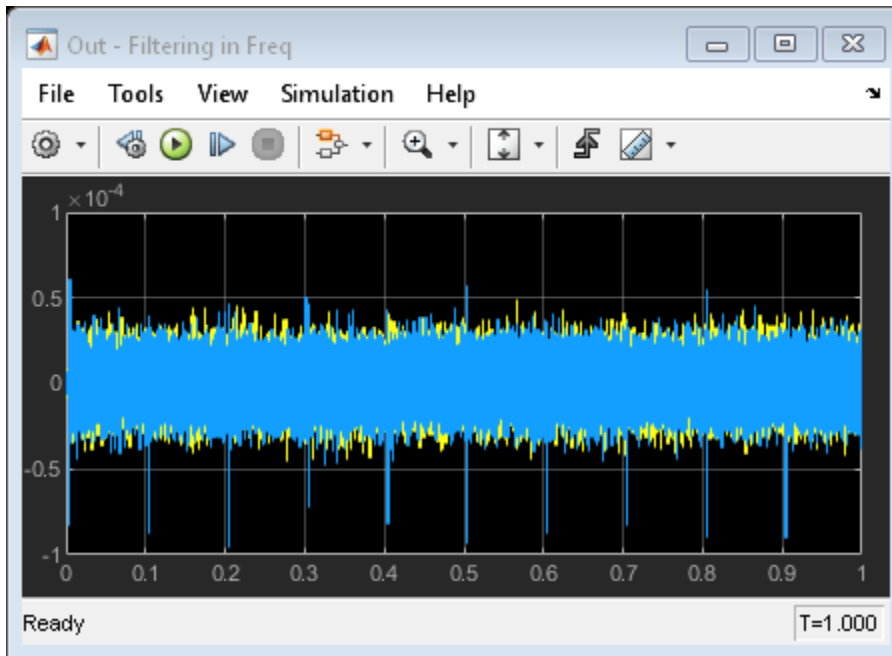 Out - Filtering in Freq
File Tools View Simulation Help
×10⁻⁴
1
0.5
0
-0.5
-1
0 0.1 0.2 0.3 0.4 0.5 0.6 0.7 0.8 0.9 1
Ready T=1.000